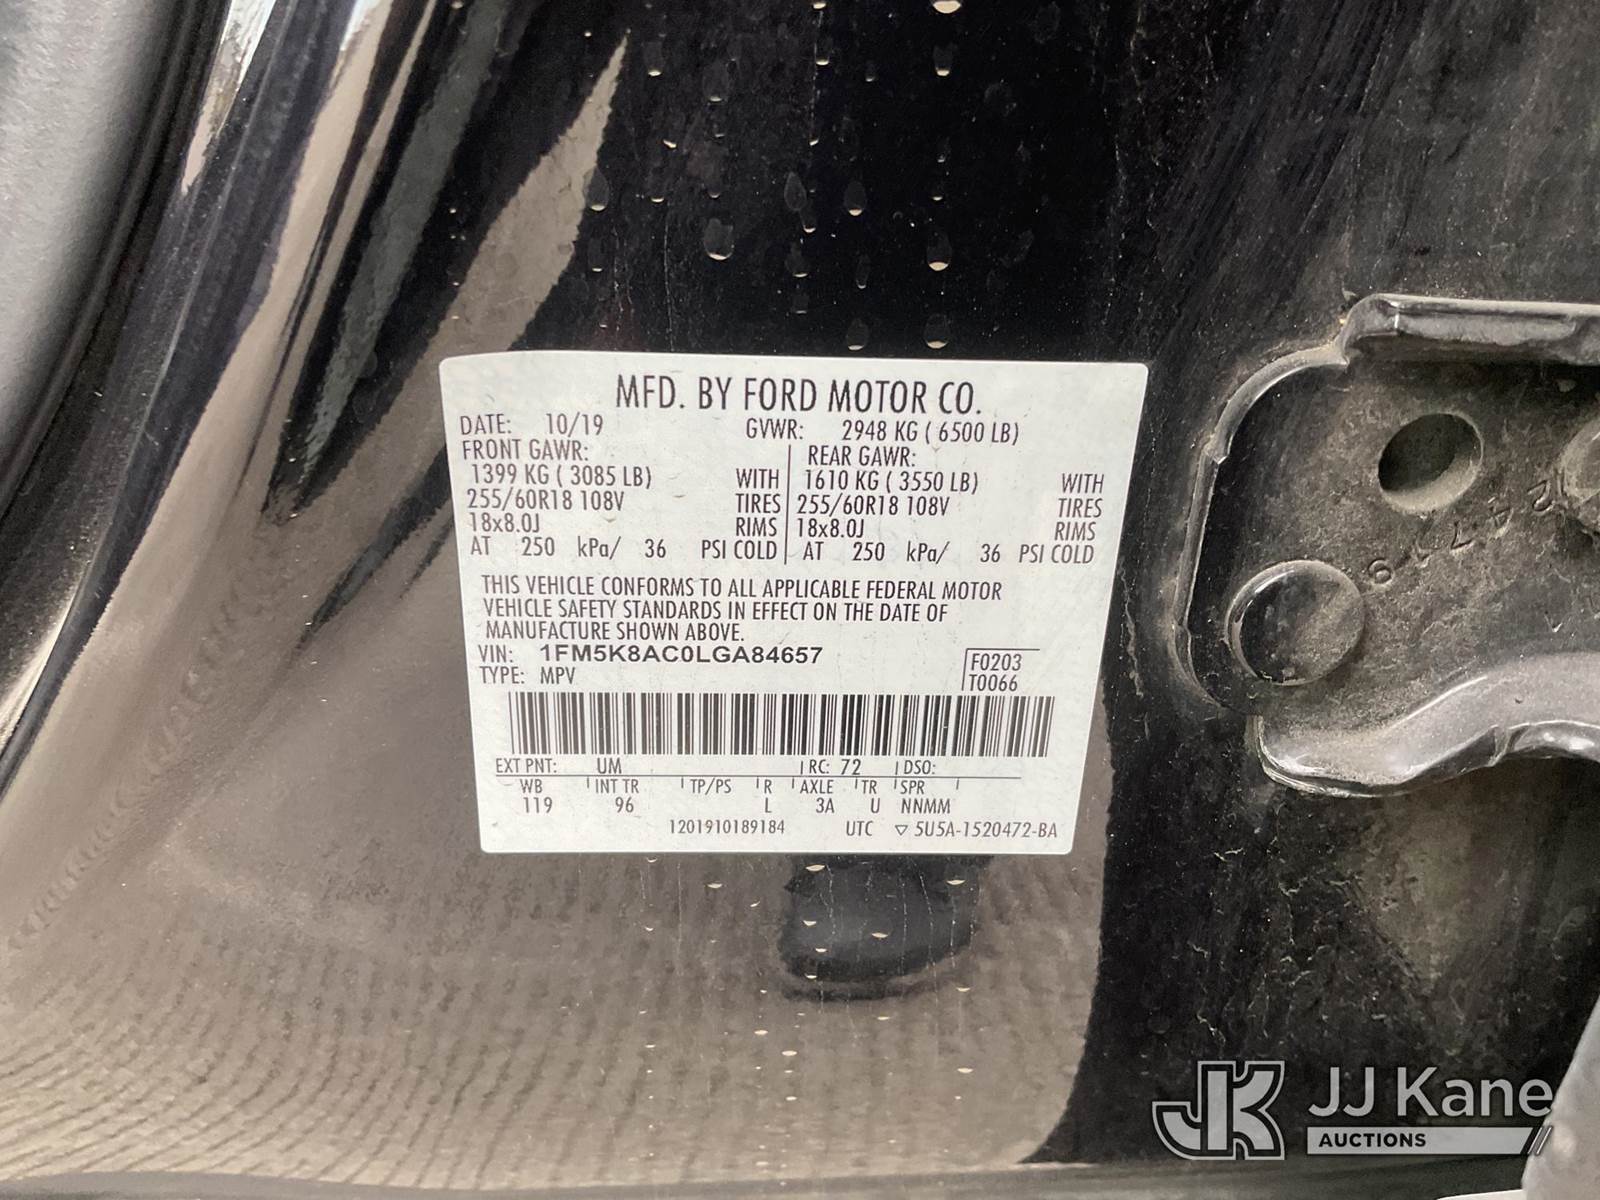 MFD. BY FORD MOTOR CO.
DATE: 10/19 GVWR: 2948 KG ( 6500 LB)
FRONT GAWR: REAR GAWR:
1399 KG ( 3085 LB) WITH 1610 KG ( 3550 LB) WITH
255/60R18 108V TIRES 255/60R18 108V TIRES
18x8.0J RIMS 18x8.0J RIMS
AT 250 kPa/ 36 PSI COLD AT 250 kPa/ 36 PSI COLD
THIS VEHICLE CONFORMS TO ALL APPLICABLE FEDERAL MOTOR
VEHICLE SAFETY STANDARDS IN EFFECT ON THE DATE OF
MANUFACTURE SHOWN ABOVE.
VIN: 1FM5K8AC0LGA84657 F0203
TYPE: MPV T0066
EXT PNT: UM RC: 72 DSO:
WB INT TR TP/PS R AXLE TR SPR
119 96 L 3A U NNMM
1201910189184 UTC ▽ 5U5A-1520472-BA
JK JJ Kane
AUCTIONS